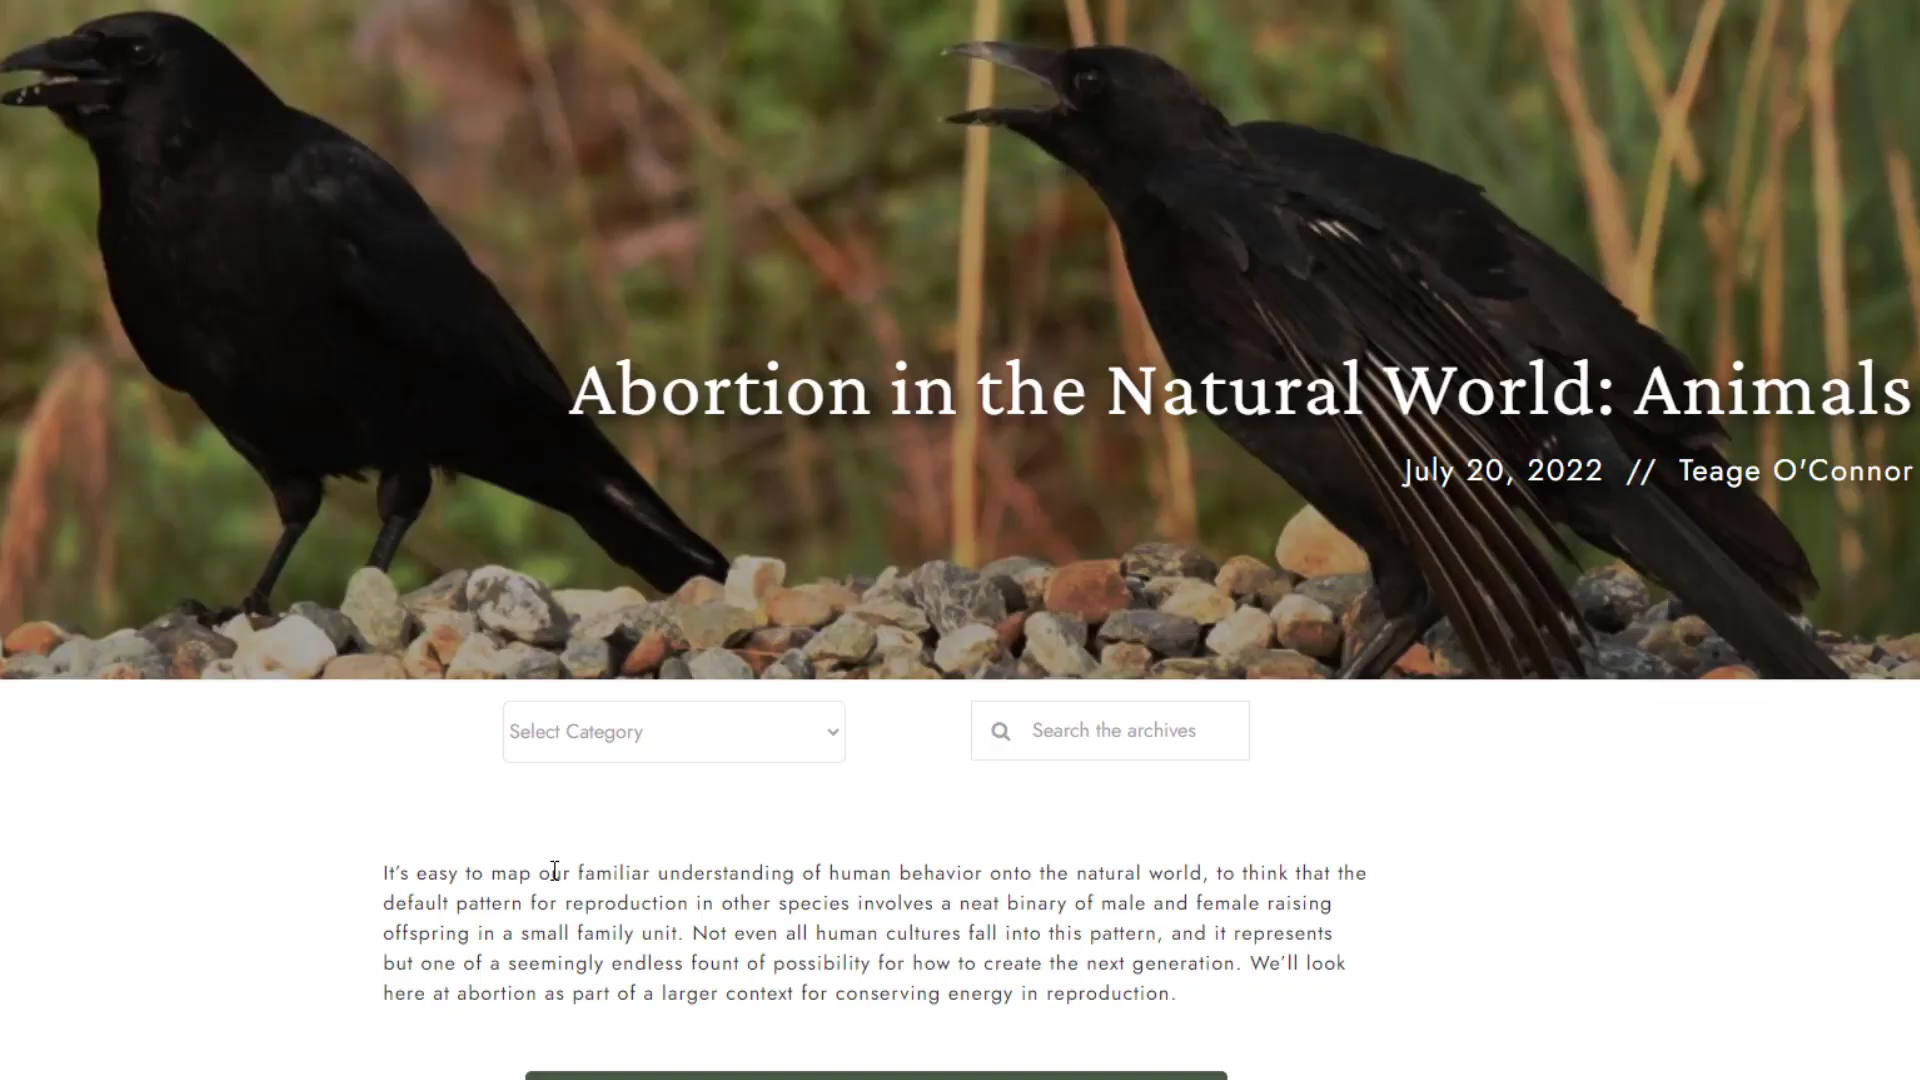 Abortion in the Natural World: Animals
July 20, 2022 // Teage O'Connor
Select Category
Search the archives
It's easy to map our familiar understanding of human behavior onto the natural world, to think that the
default pattern for reproduction in other species involves a neat binary of male and female raising
offspring in a small family unit. Not even all human cultures fall into this pattern, and it represents
but one of a seemingly endless fount of possibility for how to create the next generation. We'll look
here at abortion as part of a larger context for conserving energy in reproduction.